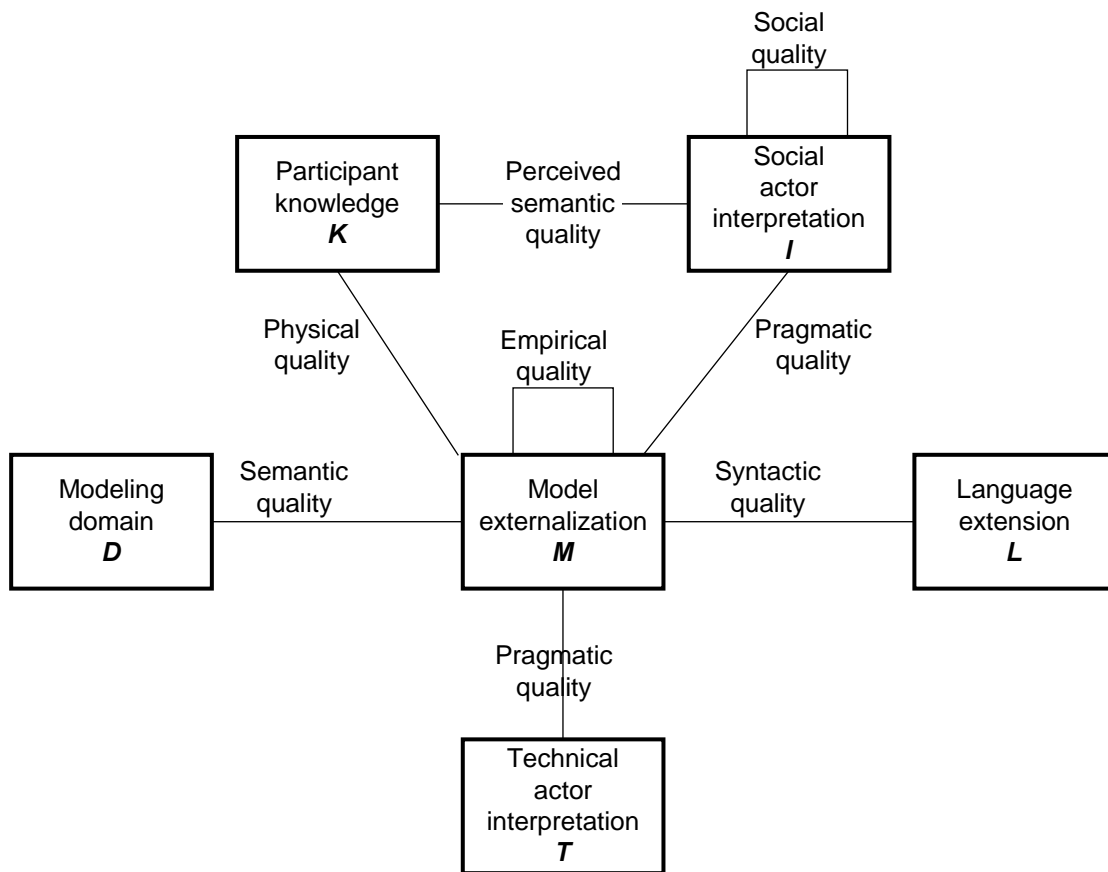 Social
quality
Participant
knowledge
K
Perceived
semantic
quality
Social
actor
interpretation
I
Physical
quality
Empirical
quality
Pragmatic
quality
Modeling
domain
D
Semantic
quality
Model
externalization
M
Syntactic
quality
Language
extension
L
Pragmatic
quality
Technical
actor
interpretation
T